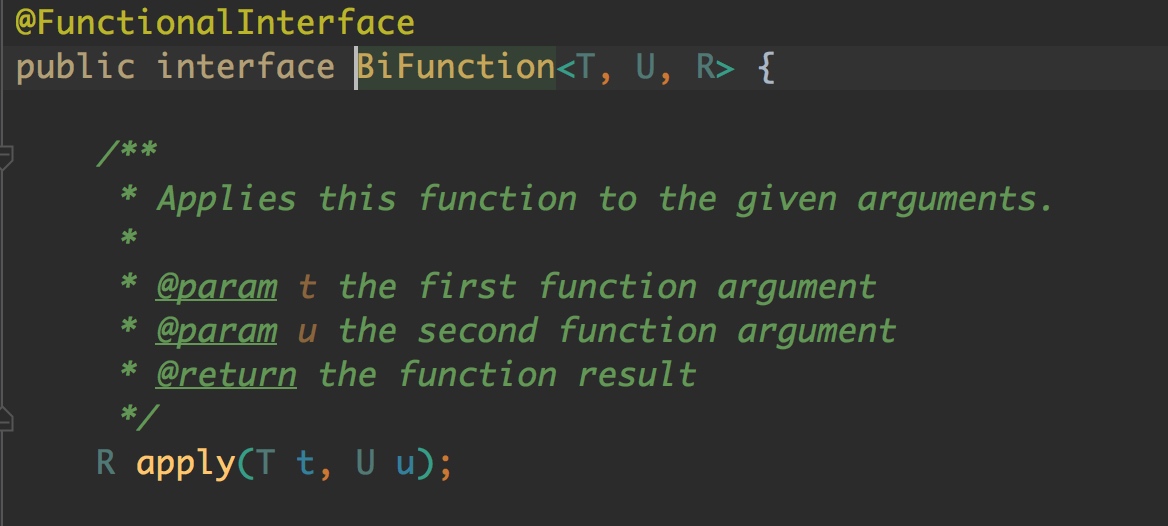 @FunctionalInterface
public interface BiFunction<T, U, R> {
/**
* Applies this function to the given arguments.
*
* @param t the first function argument
* @param u the second function argument
* @return the function result
*/
R apply(T t, U u);